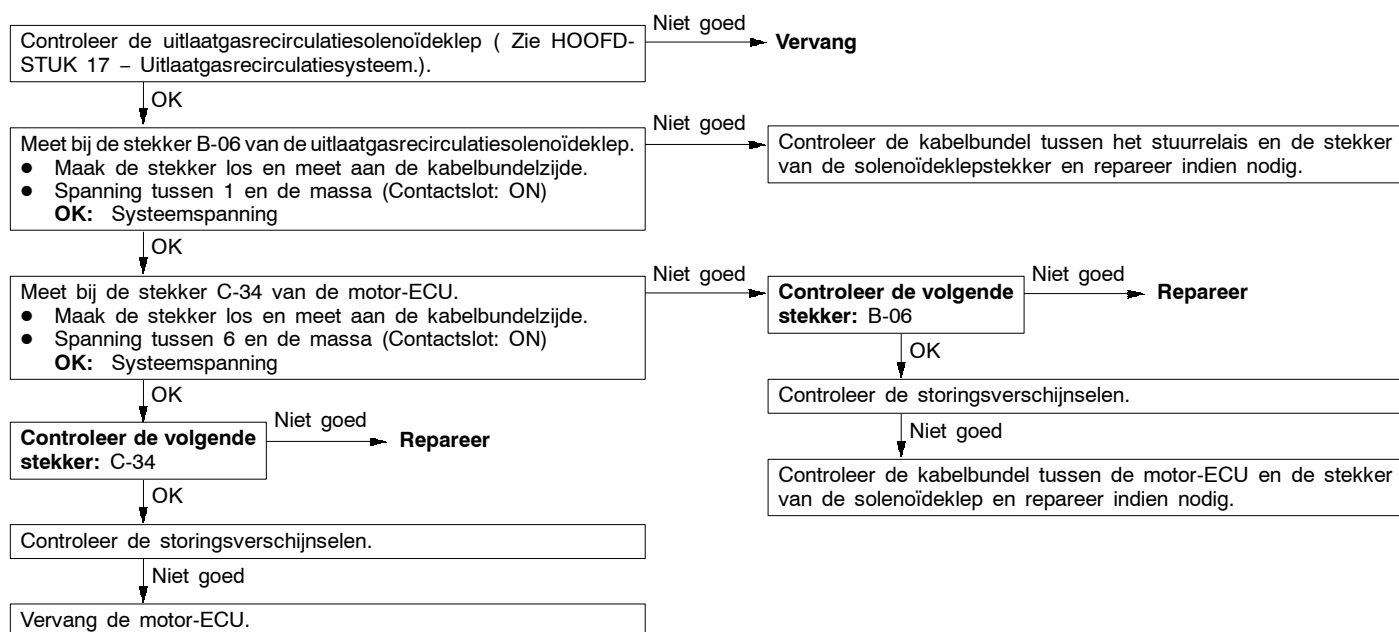 Controleer de uitlaatgasrecirculatiesolenoïdeklep ( Zie HOOFD-
STUK 17 – Uitlaatgasrecirculatiesysteem.).
Niet goed
Vervang
OK
Meet bij de stekker B-06 van de uitlaatgasrecirculatiesolenoïdeklep.
● Maak de stekker los en meet aan de kabelbundelzijde.
● Spanning tussen 1 en de massa (Contactslot: ON)
OK: Systeemspanning
Niet goed
Controleer de kabelbundel tussen het stuurrelais en de stekker
van de solenoïdeklepstekker en repareer indien nodig.
OK
Meet bij de stekker C-34 van de motor-ECU.
● Maak de stekker los en meet aan de kabelbundelzijde.
● Spanning tussen 6 en de massa (Contactslot: ON)
OK: Systeemspanning
Niet goed
Controleer de volgende
stekker: B-06
Niet goed
Repareer
OK
Controleer de storingsverschijnselen.
Niet goed
Controleer de kabelbundel tussen de motor-ECU en de stekker
van de solenoïdeklep en repareer indien nodig.
OK
Controleer de volgende
stekker: C-34
Niet goed
Repareer
OK
Controleer de storingsverschijnselen.
Niet goed
Vervang de motor-ECU.